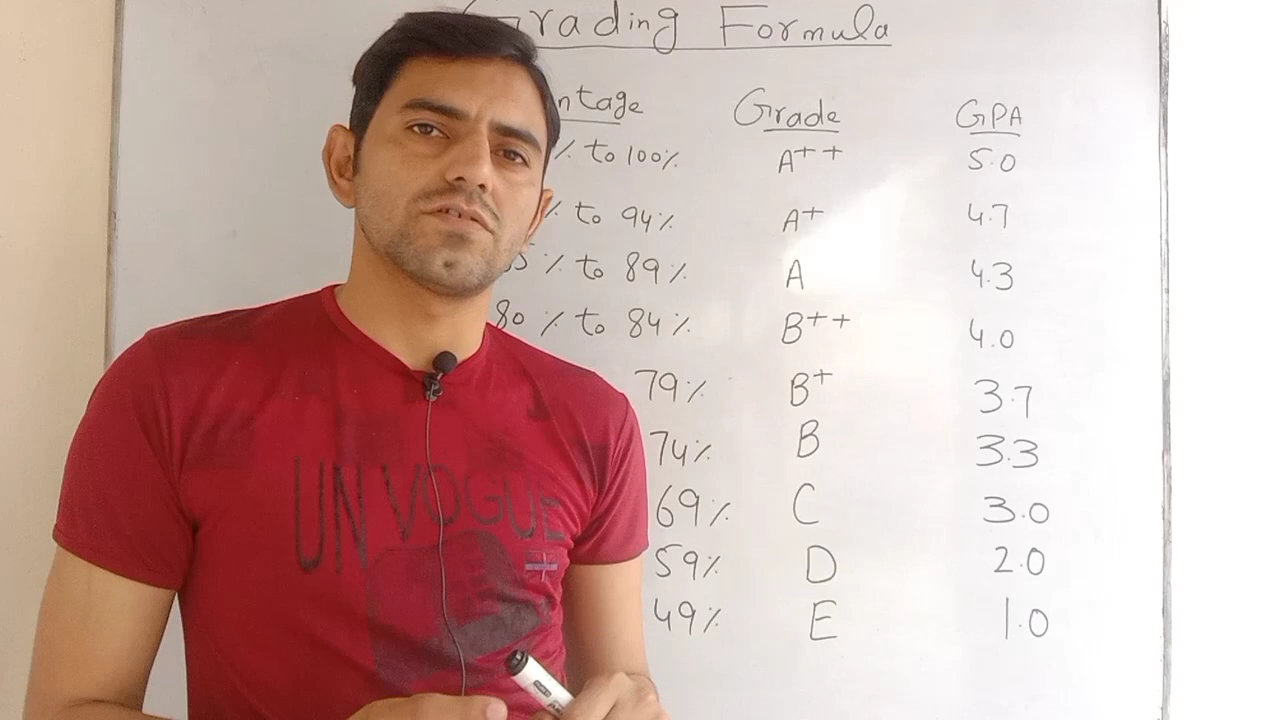 Grading Formula
ntage Grade GPA
% to 100% A++ 5.0
% to 94% A+ 4.7
85% to 89% A 4.3
80% to 84% B++ 4.0
79% B+ 3.7
74% B 3.3
69% C 3.0
59% D 2.0
49% E 1.0
UN VOGUE